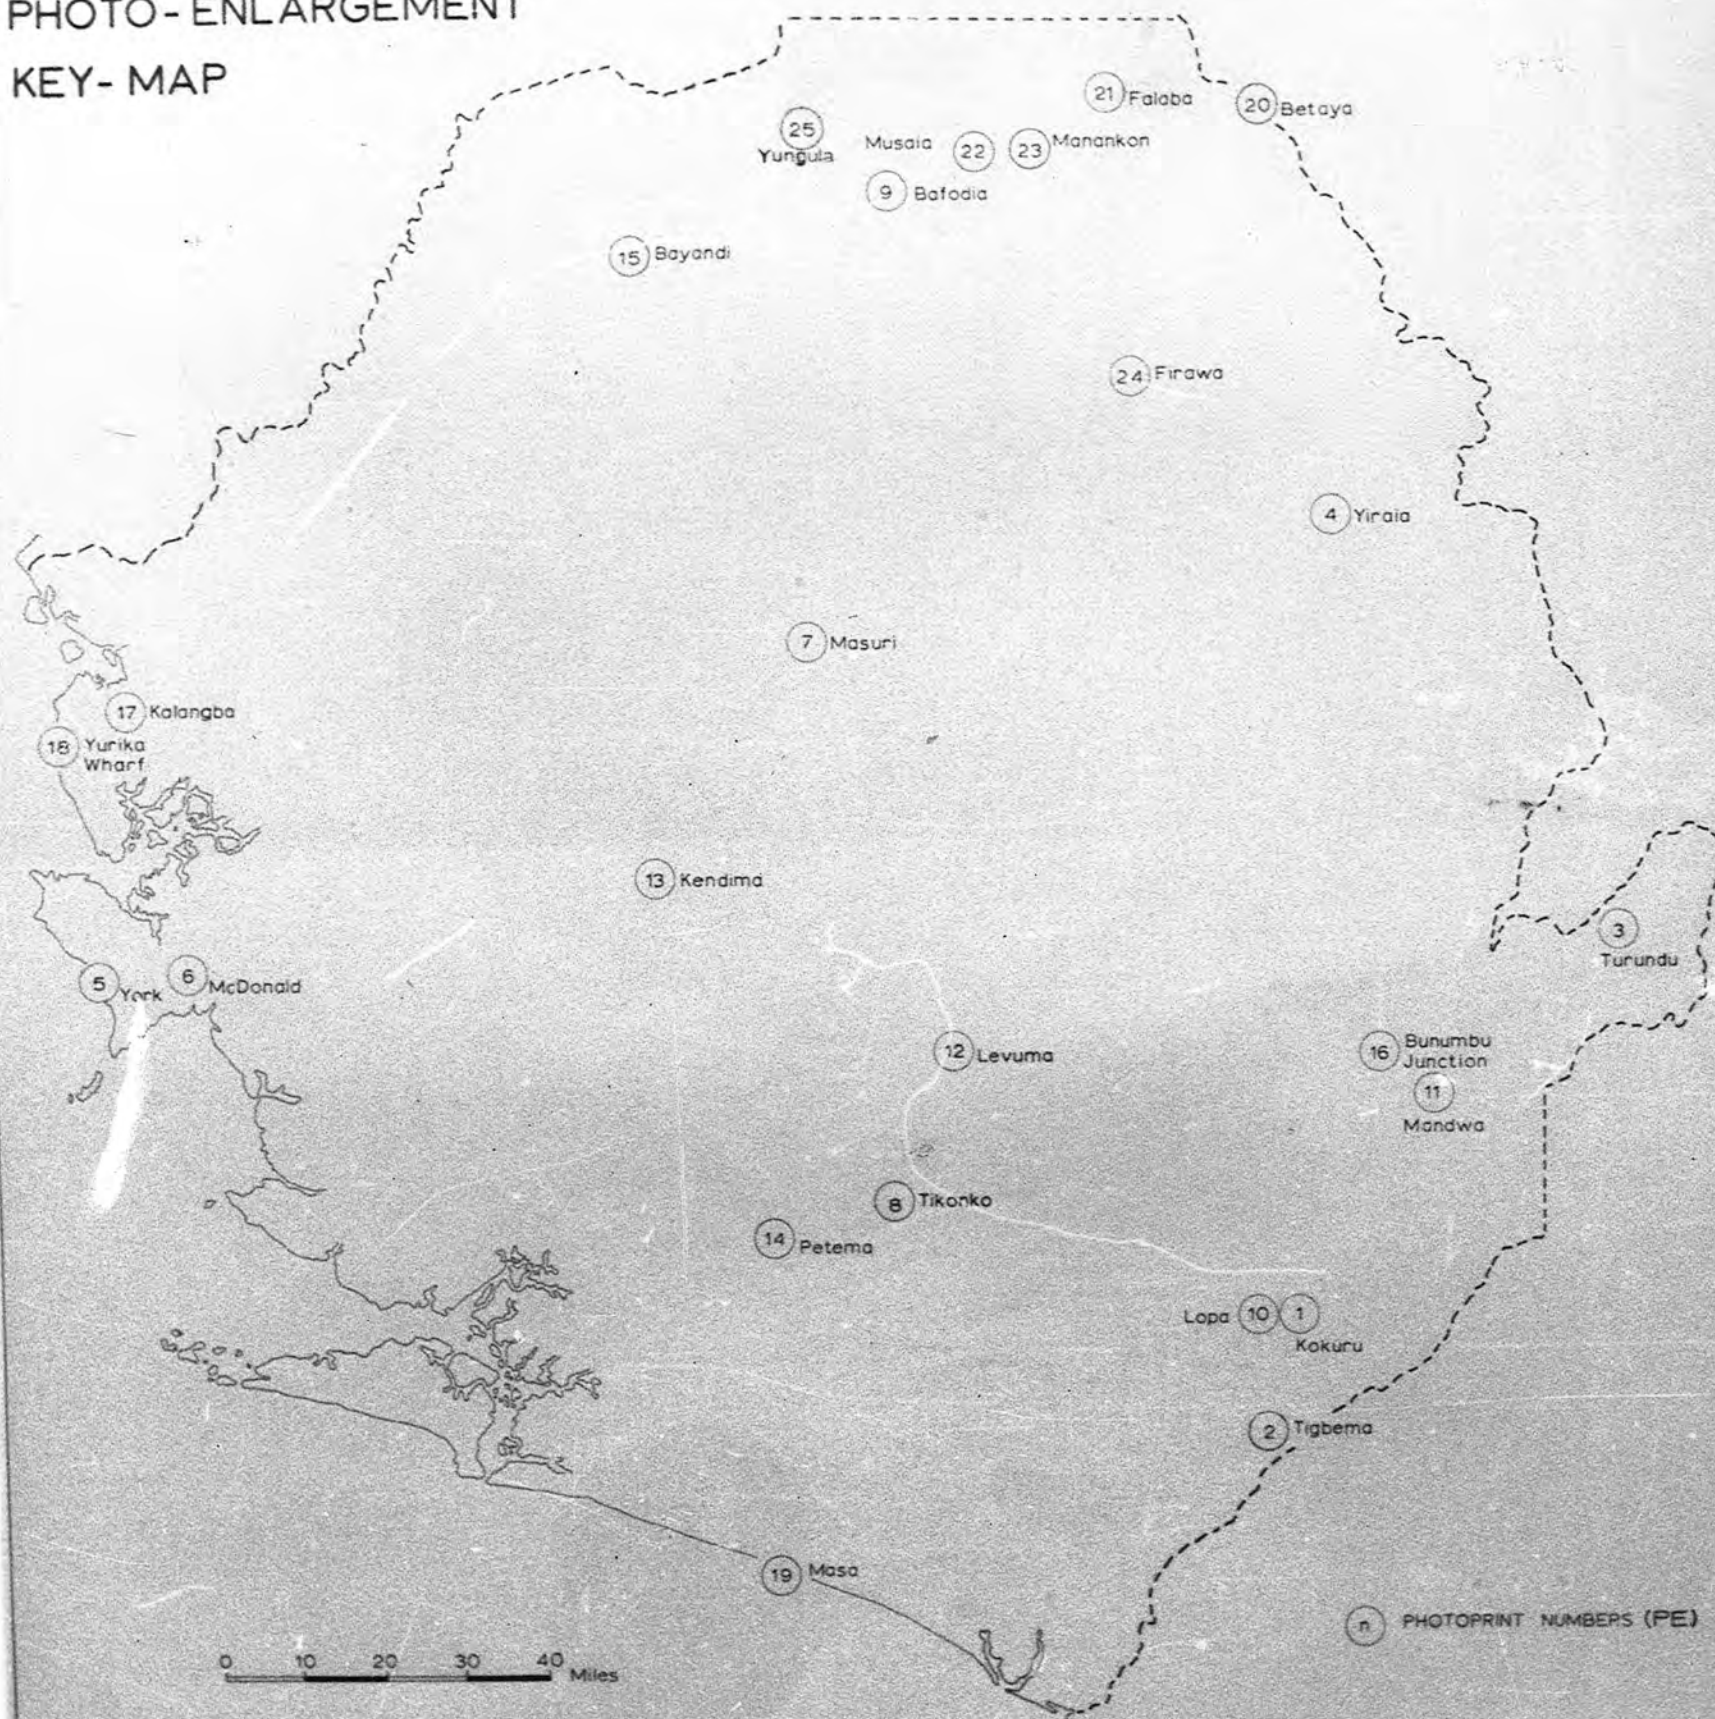 PHOTO-ENLARGEMENT
KEY-MAP
21 Falaba
20 Betaya
25
Yungula
Musaia 22
23 Manankon
9 Bafodia
15 Bayandi
24 Firawa
4 Yiraia
7 Masuri
17 Kalangba
18 Yurika
Wharf
13 Kendima
3
Turundu
5 York
6 McDonald
12 Levuma
16 Bunumbu
Junction
11
Mandwa
8 Tikonko
14 Petema
Lopa 10
1
Kokuru
2 Tigbema
19 Masa
n PHOTOPRINT NUMBERS (PE)
0 10 20 30 40 Miles